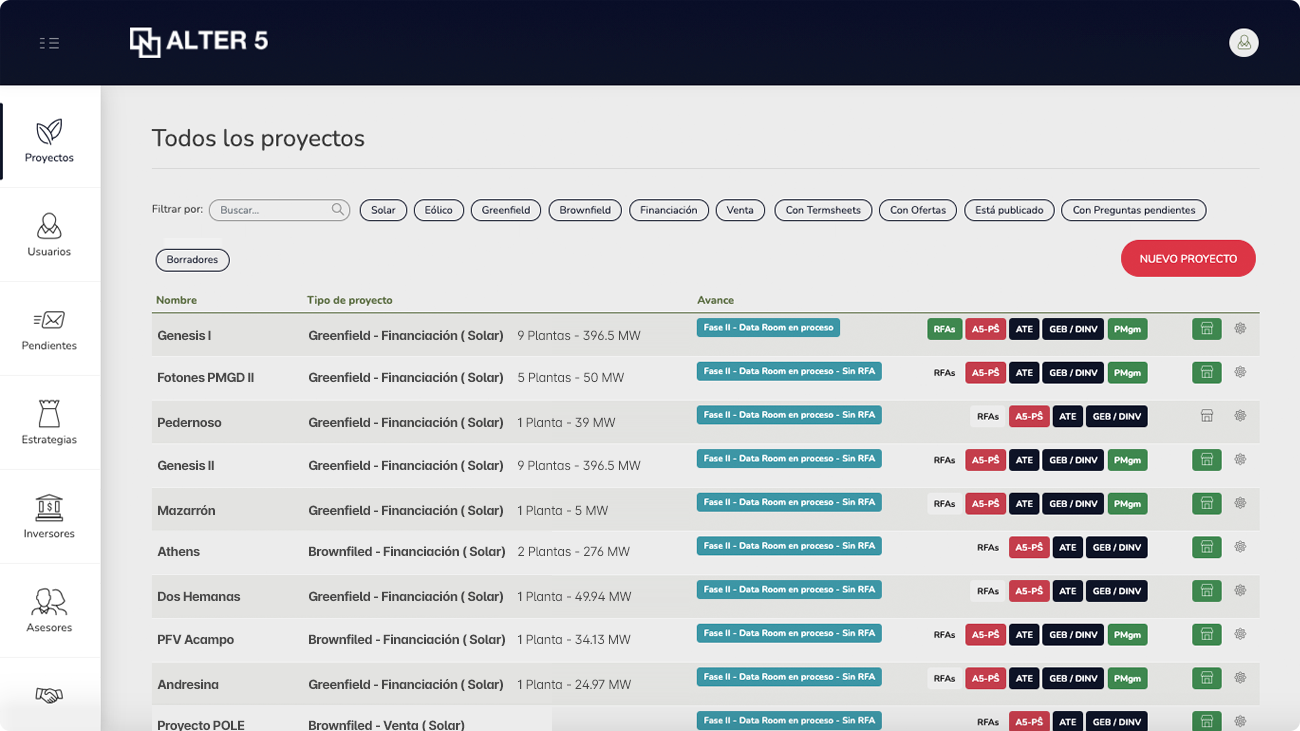 ALTER 5
Proyectos
Usuarios
Pendientes
Estrategias
Inversores
Asesores
Todos los proyectos
Filtrar por: Buscar... Solar Eólico Greenfield Brownfield Financiación Venta Con Termsheets Con Ofertas Está publicado Con Preguntas pendientes
Borradores NUEVO PROYECTO
Nombre Tipo de proyecto Avance
Genesis I Greenfield - Financiación ( Solar) 9 Plantas - 396.5 MW Fase II - Data Room en proceso RFAs A5-PŠ ATE GEB / DINV PMgm
Fotones PMGD II Greenfield - Financiación ( Solar) 5 Plantas - 50 MW Fase II - Data Room en proceso - Sin RFA RFAs A5-PŠ ATE GEB / DINV PMgm
Pedernoso Greenfield - Financiación ( Solar) 1 Planta - 39 MW Fase II - Data Room en proceso - Sin RFA RFAs A5-PŠ ATE GEB / DINV
Genesis II Greenfield - Financiación ( Solar) 9 Plantas - 396.5 MW Fase II - Data Room en proceso - Sin RFA RFAs A5-PŠ ATE GEB / DINV PMgm
Mazarrón Greenfield - Financiación ( Solar) 1 Planta - 5 MW Fase II - Data Room en proceso - Sin RFA RFAs A5-PŠ ATE GEB / DINV PMgm
Athens Brownfiled - Financiación ( Solar) 2 Plantas - 276 MW Fase II - Data Room en proceso - Sin RFA RFAs A5-PŠ ATE GEB / DINV
Dos Hemanas Greenfield - Financiación ( Solar) 1 Planta - 49.94 MW Fase II - Data Room en proceso - Sin RFA RFAs A5-PŠ ATE GEB / DINV
PFV Acampo Brownfiled - Financiación ( Solar) 1 Planta - 34.13 MW Fase II - Data Room en proceso - Sin RFA RFAs A5-PŠ ATE GEB / DINV PMgm
Andresina Greenfield - Financiación ( Solar) 1 Planta - 24.97 MW Fase II - Data Room en proceso - Sin RFA RFAs A5-PŠ ATE GEB / DINV PMgm
Proyecto POLE Brownfiled - Venta ( Solar) Fase II - Data Room en proceso - Sin RFA RFAs A5-PŠ ATE GEB / DINV